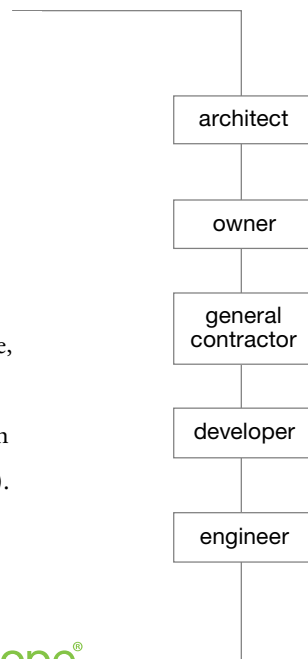 architect
owner
general
contractor
e,
developer
).
engineer
®